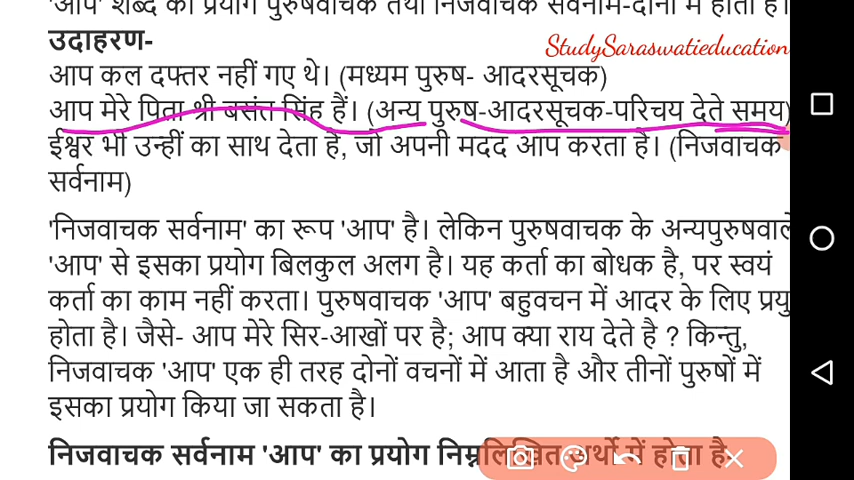 'आप' शब्द का प्रयोग पुरुषवाचक तथा निजवाचक सर्वनाम-दोनों में होता है।
उदाहरण-
StudySaraswatieducation
आप कल दफ्तर नहीं गए थे। (मध्यम पुरुष- आदरसूचक)
आप मेरे पिता श्री बसंत सिंह हैं। (अन्य पुरुष-आदरसूचक-परिचय देते समय)
ईश्वर भी उन्हीं का साथ देता है, जो अपनी मदद आप करता है। (निजवाचक
सर्वनाम)
'निजवाचक सर्वनाम' का रूप 'आप' है। लेकिन पुरुषवाचक के अन्यपुरुषवाले
'आप' से इसका प्रयोग बिलकुल अलग है। यह कर्ता का बोधक है, पर स्वयं
कर्ता का काम नहीं करता। पुरुषवाचक 'आप' बहुवचन में आदर के लिए प्रयु
होता है। जैसे- आप मेरे सिर-आखों पर है; आप क्या राय देते है ? किन्तु,
निजवाचक 'आप' एक ही तरह दोनों वचनों में आता है और तीनों पुरुषों में
इसका प्रयोग किया जा सकता है।
निजवाचक सर्वनाम 'आप' का प्रयोग निम्नलिखित अर्थो में होता है